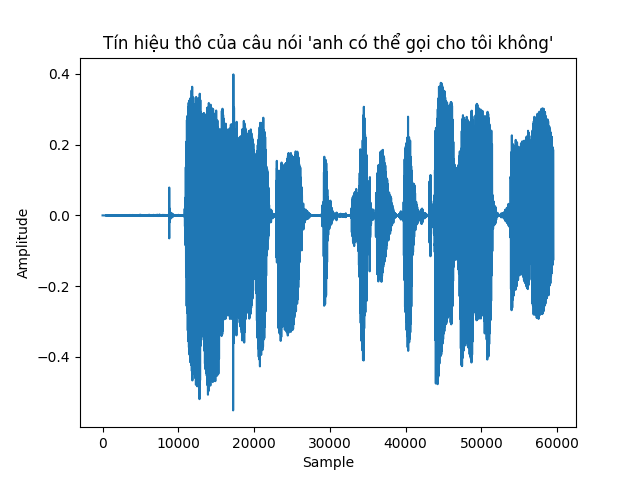 Tín hiệu thô của câu nói 'anh có thể gọi cho tôi không'
0.4
0.2
0.0
−0.2
−0.4
Amplitude
0 10000 20000 30000 40000 50000 60000
Sample